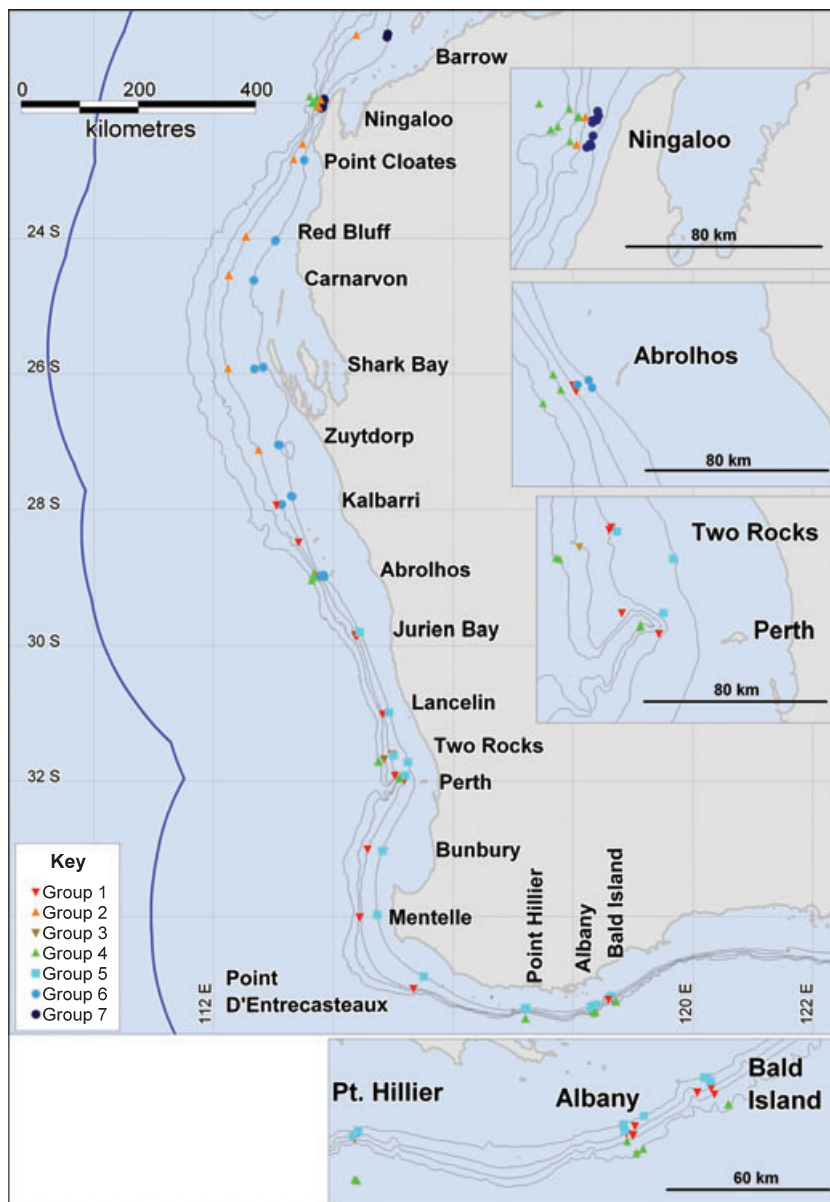 0 200 400
kilometres
Barrow
Ningaloo
Point Cloates
24 S
Red Bluff
Carnarvon
26 S
Shark Bay
Zuytdorp
28 S
Kalbarri
Abrolhos
30 S
Jurien Bay
Lancelin
Two Rocks
32 S
Perth
Bunbury
Mentelle
Point Hillier
Albany
Bald Island
Point
D'Entrecasteaux
112 E
120 E
122 E
Key
Group 1
Group 2
Group 3
Group 4
Group 5
Group 6
Group 7
Ningaloo
80 km
Abrolhos
80 km
Two Rocks
Perth
80 km
Pt. Hillier
Albany
Bald
Island
60 km